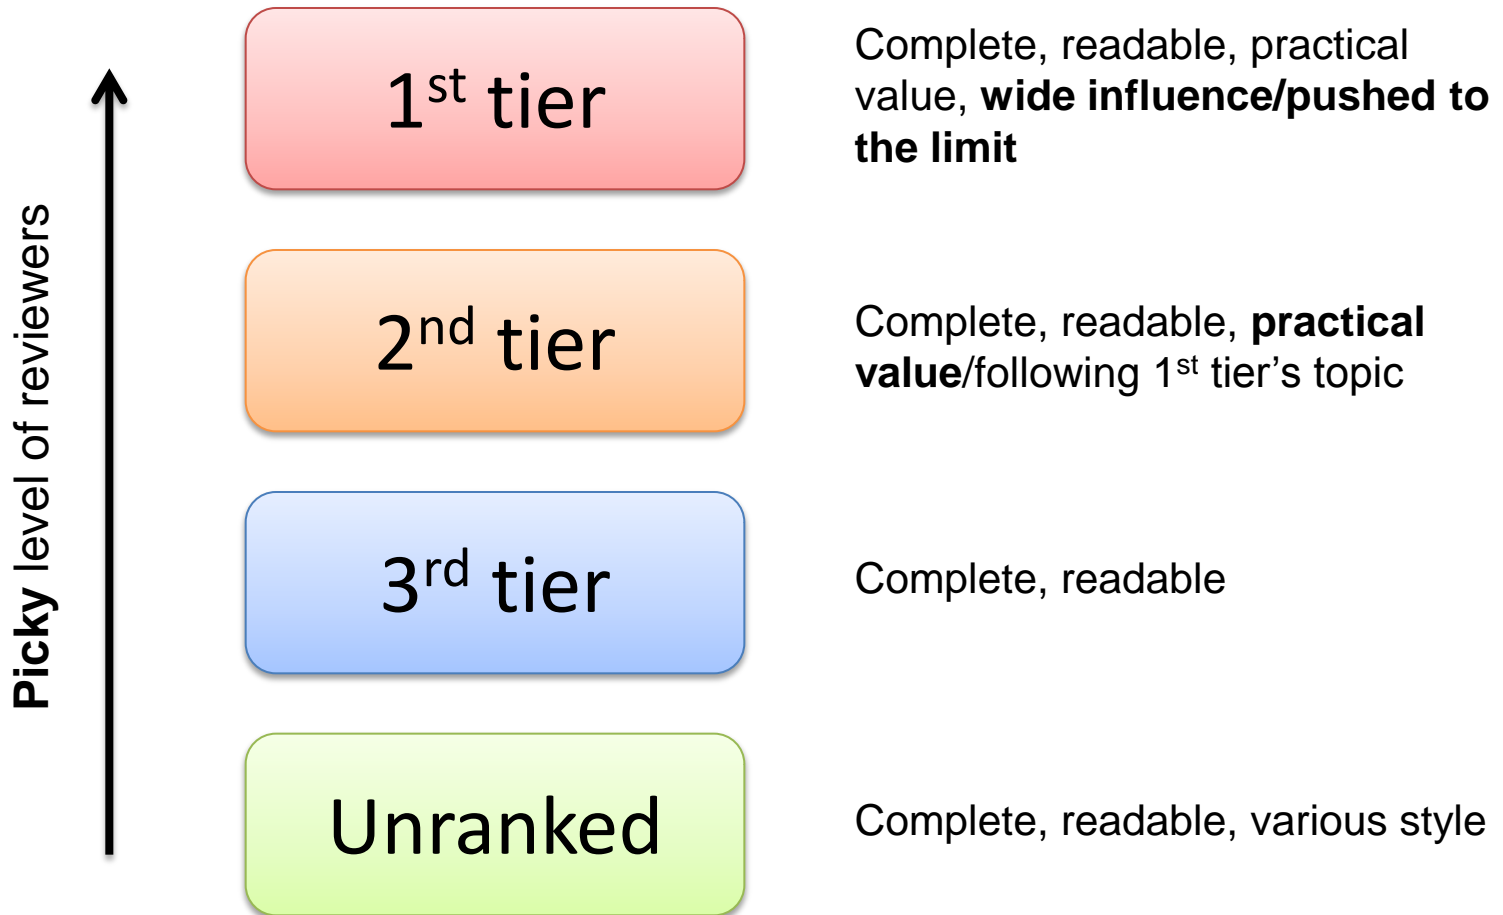 Picky level of reviewers
1st tier
Complete, readable, practical
value, wide influence/pushed to
the limit
2nd tier
Complete, readable, practical
value/following 1st tier’s topic
3rd tier
Complete, readable
Unranked
Complete, readable, various style